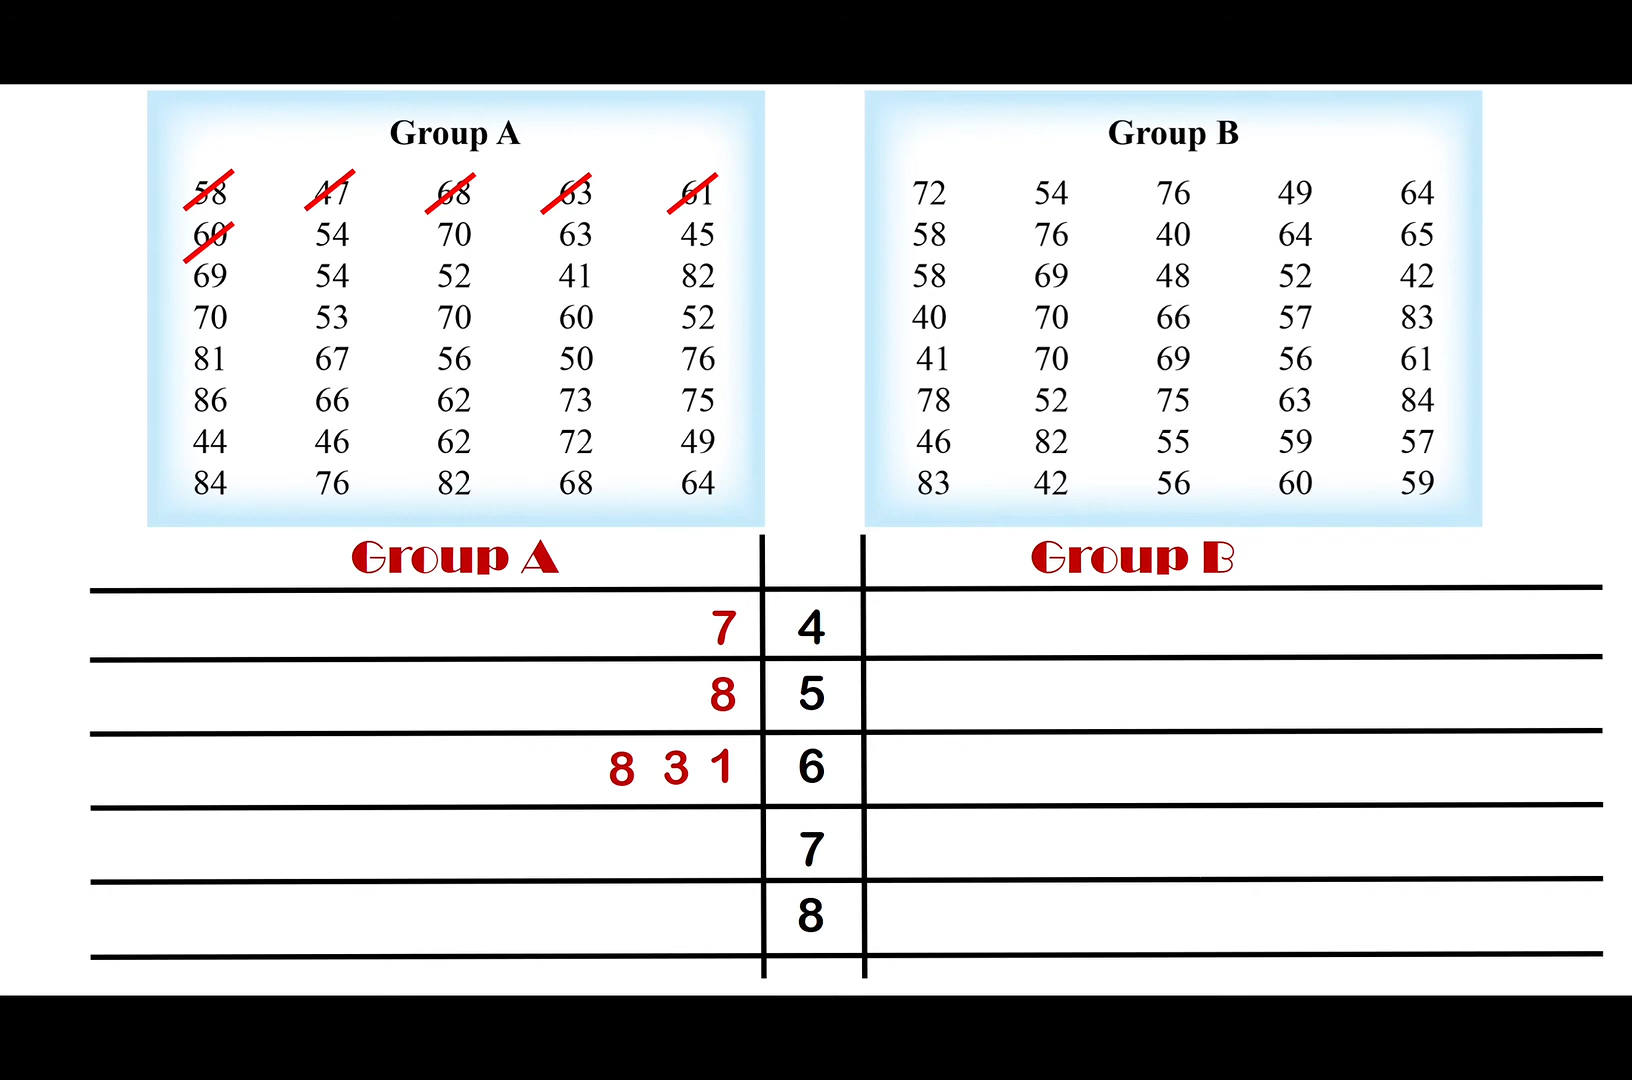 Group A
58 47 68 63 61
60 54 70 63 45
69 54 52 41 82
70 53 70 60 52
81 67 56 50 76
86 66 62 73 75
44 46 62 72 49
84 76 82 68 64
Group B
72 54 76 49 64
58 76 40 64 65
58 69 48 52 42
40 70 66 57 83
41 70 69 56 61
78 52 75 63 84
46 82 55 59 57
83 42 56 60 59
Group A Group B
7 4
8 5
8 3 1 6
7
8